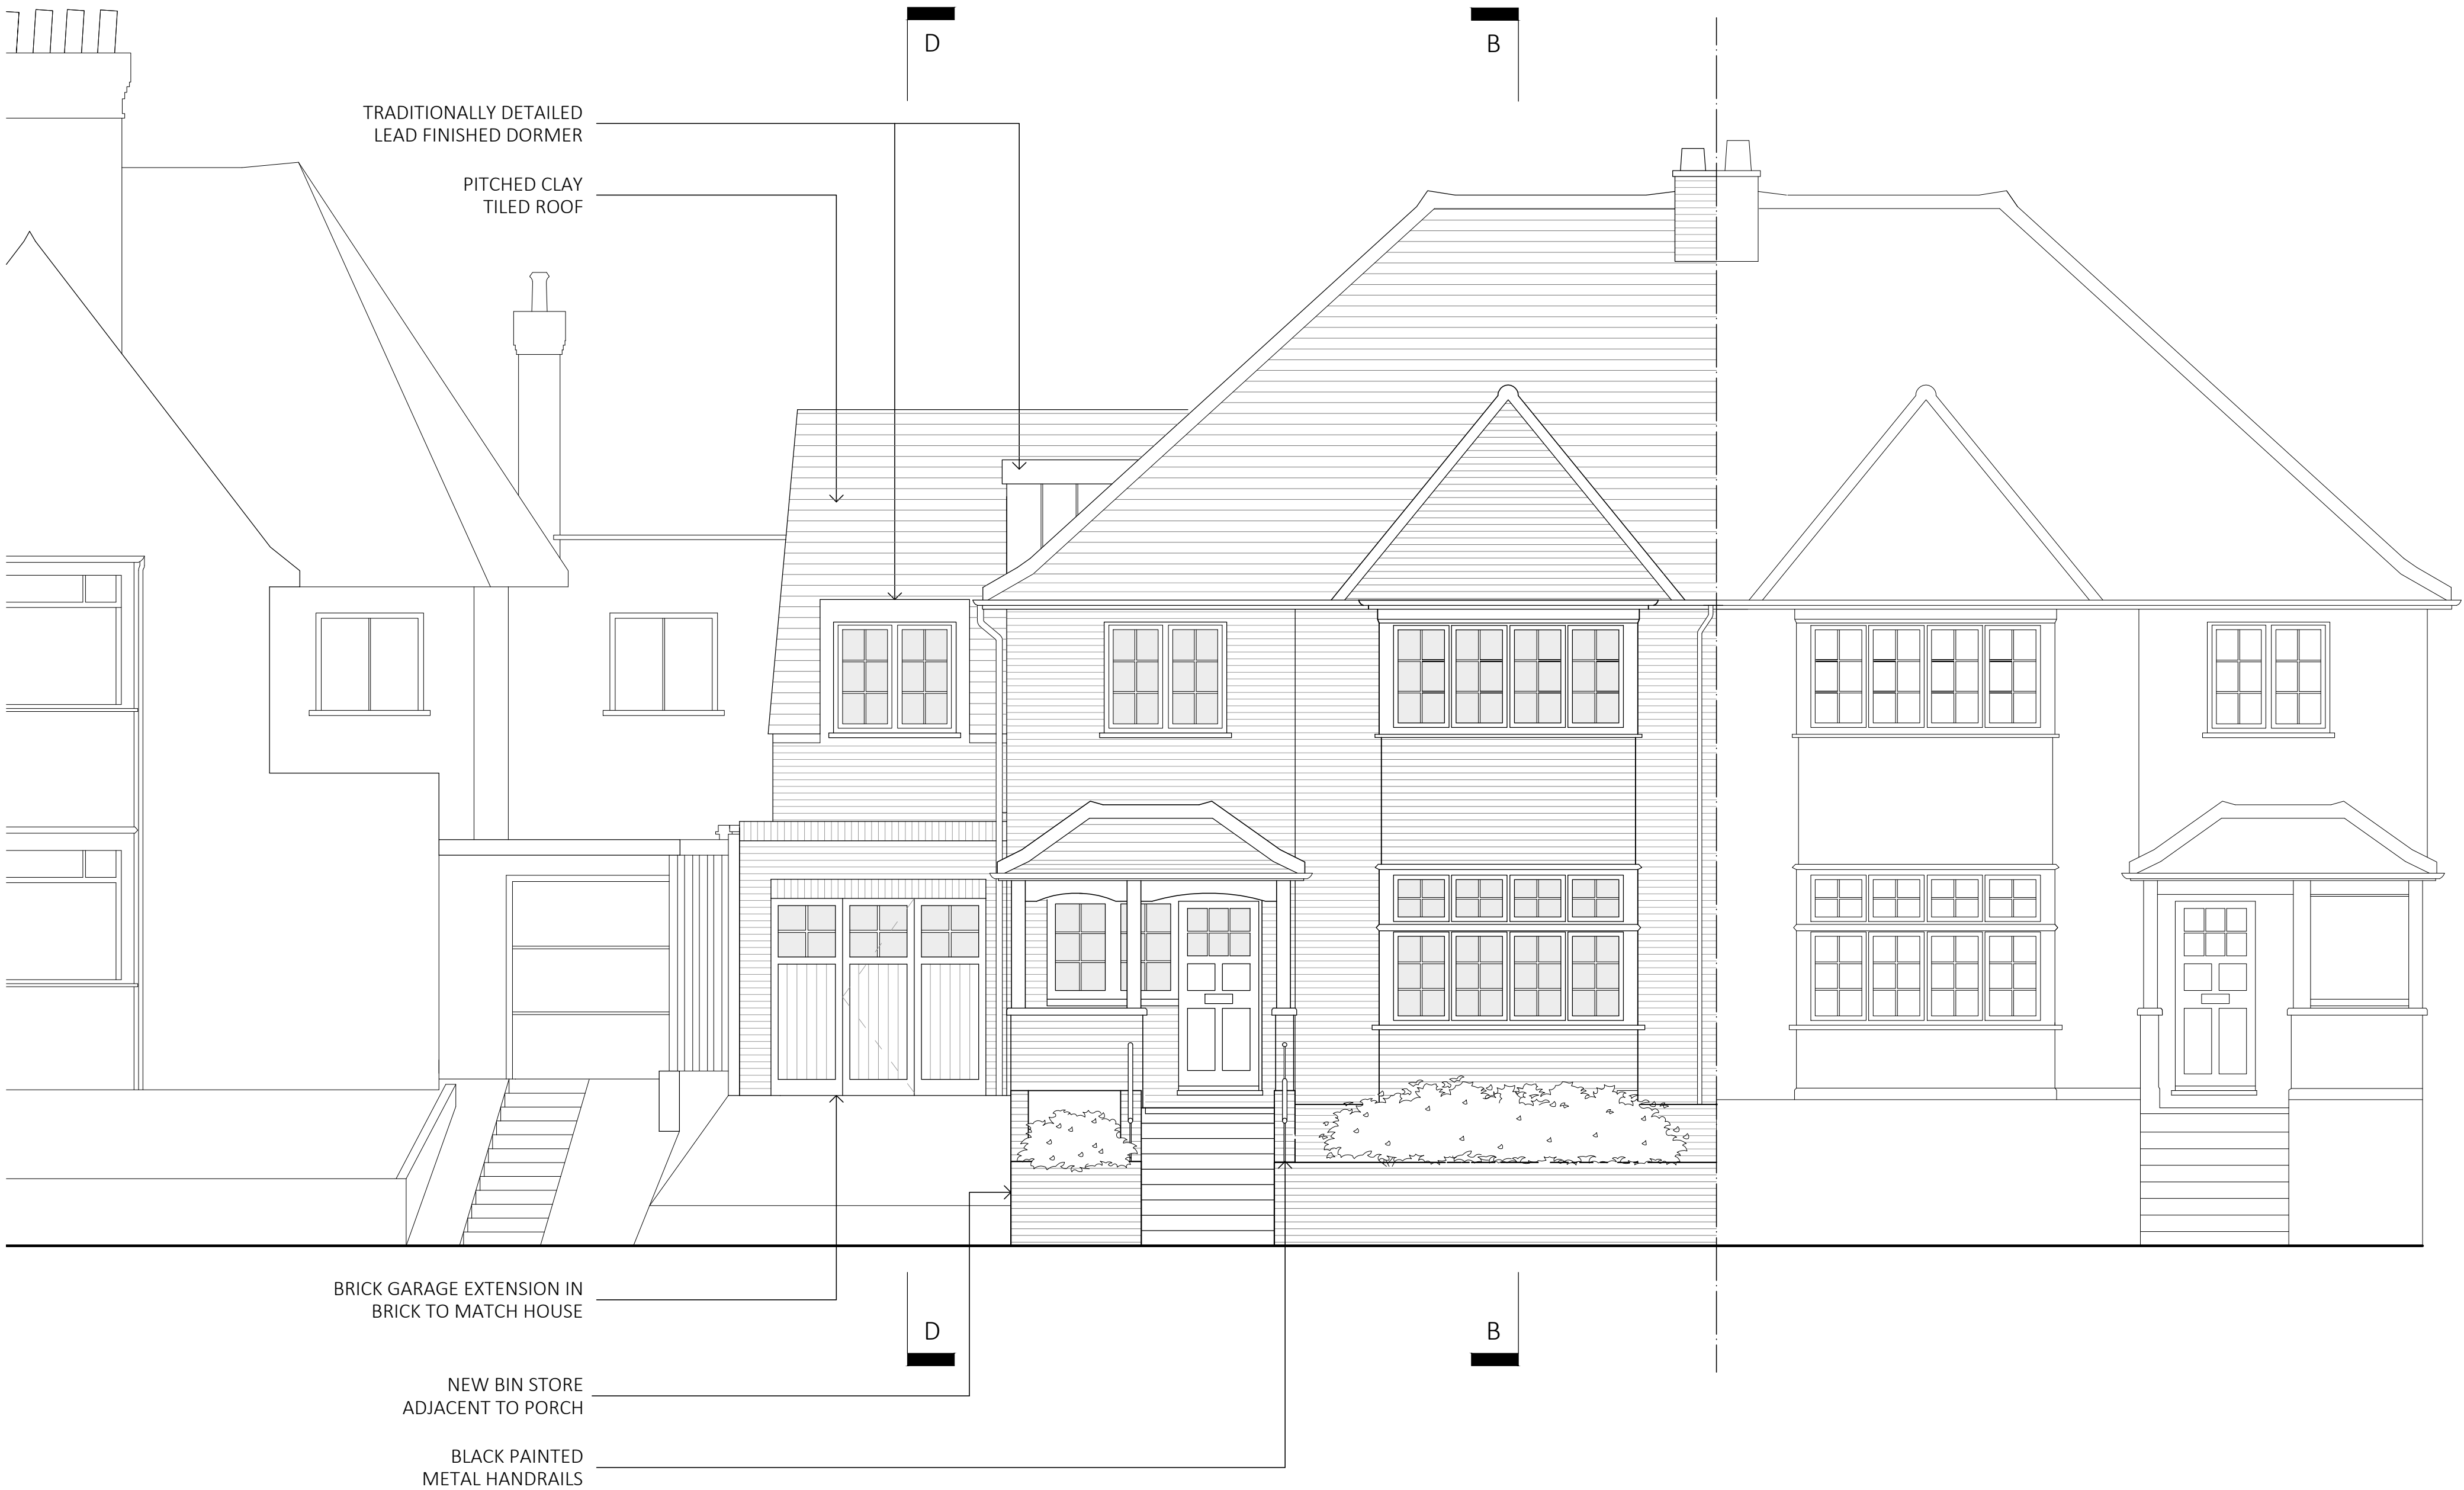 D
B
TRADITIONALLY DETAILED
LEAD FINISHED DORMER
PITCHED CLAY
TILED ROOF
BRICK GARAGE EXTENSION IN
BRICK TO MATCH HOUSE
D
B
NEW BIN STORE
ADJACENT TO PORCH
BLACK PAINTED
METAL HANDRAILS